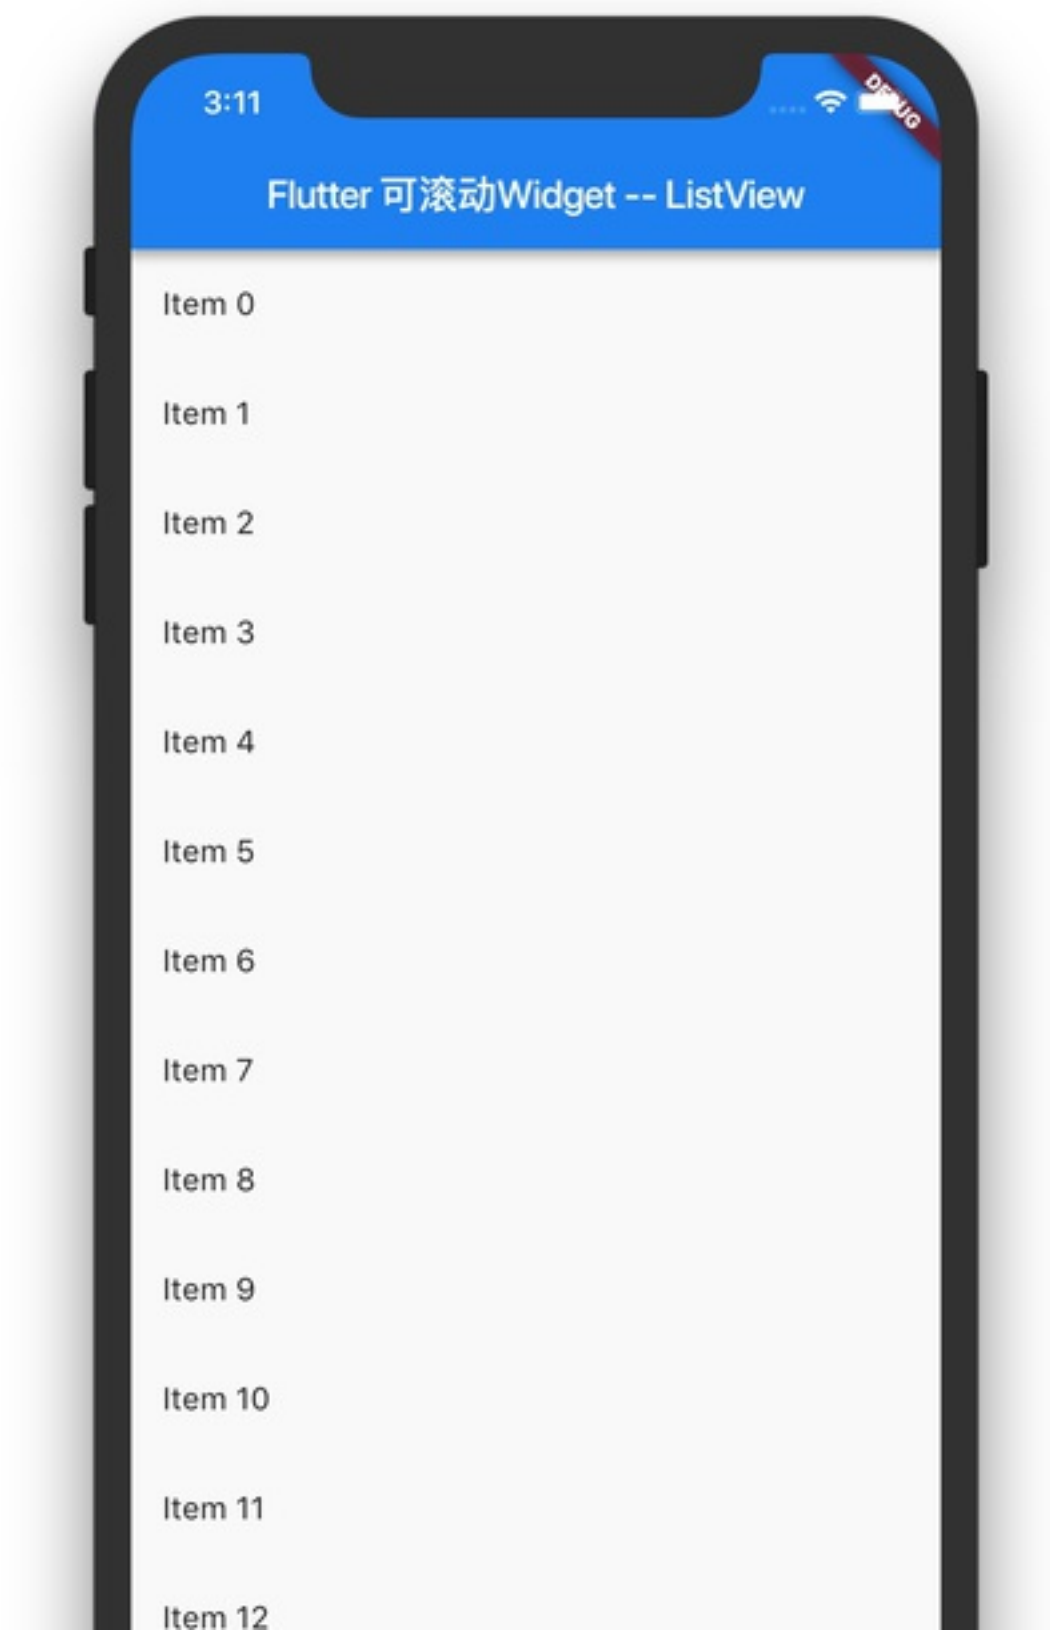 3:11
DEBUG
Flutter 可滚动Widget -- ListView
Item 0
Item 1
Item 2
Item 3
Item 4
Item 5
Item 6
Item 7
Item 8
Item 9
Item 10
Item 11
Item 12